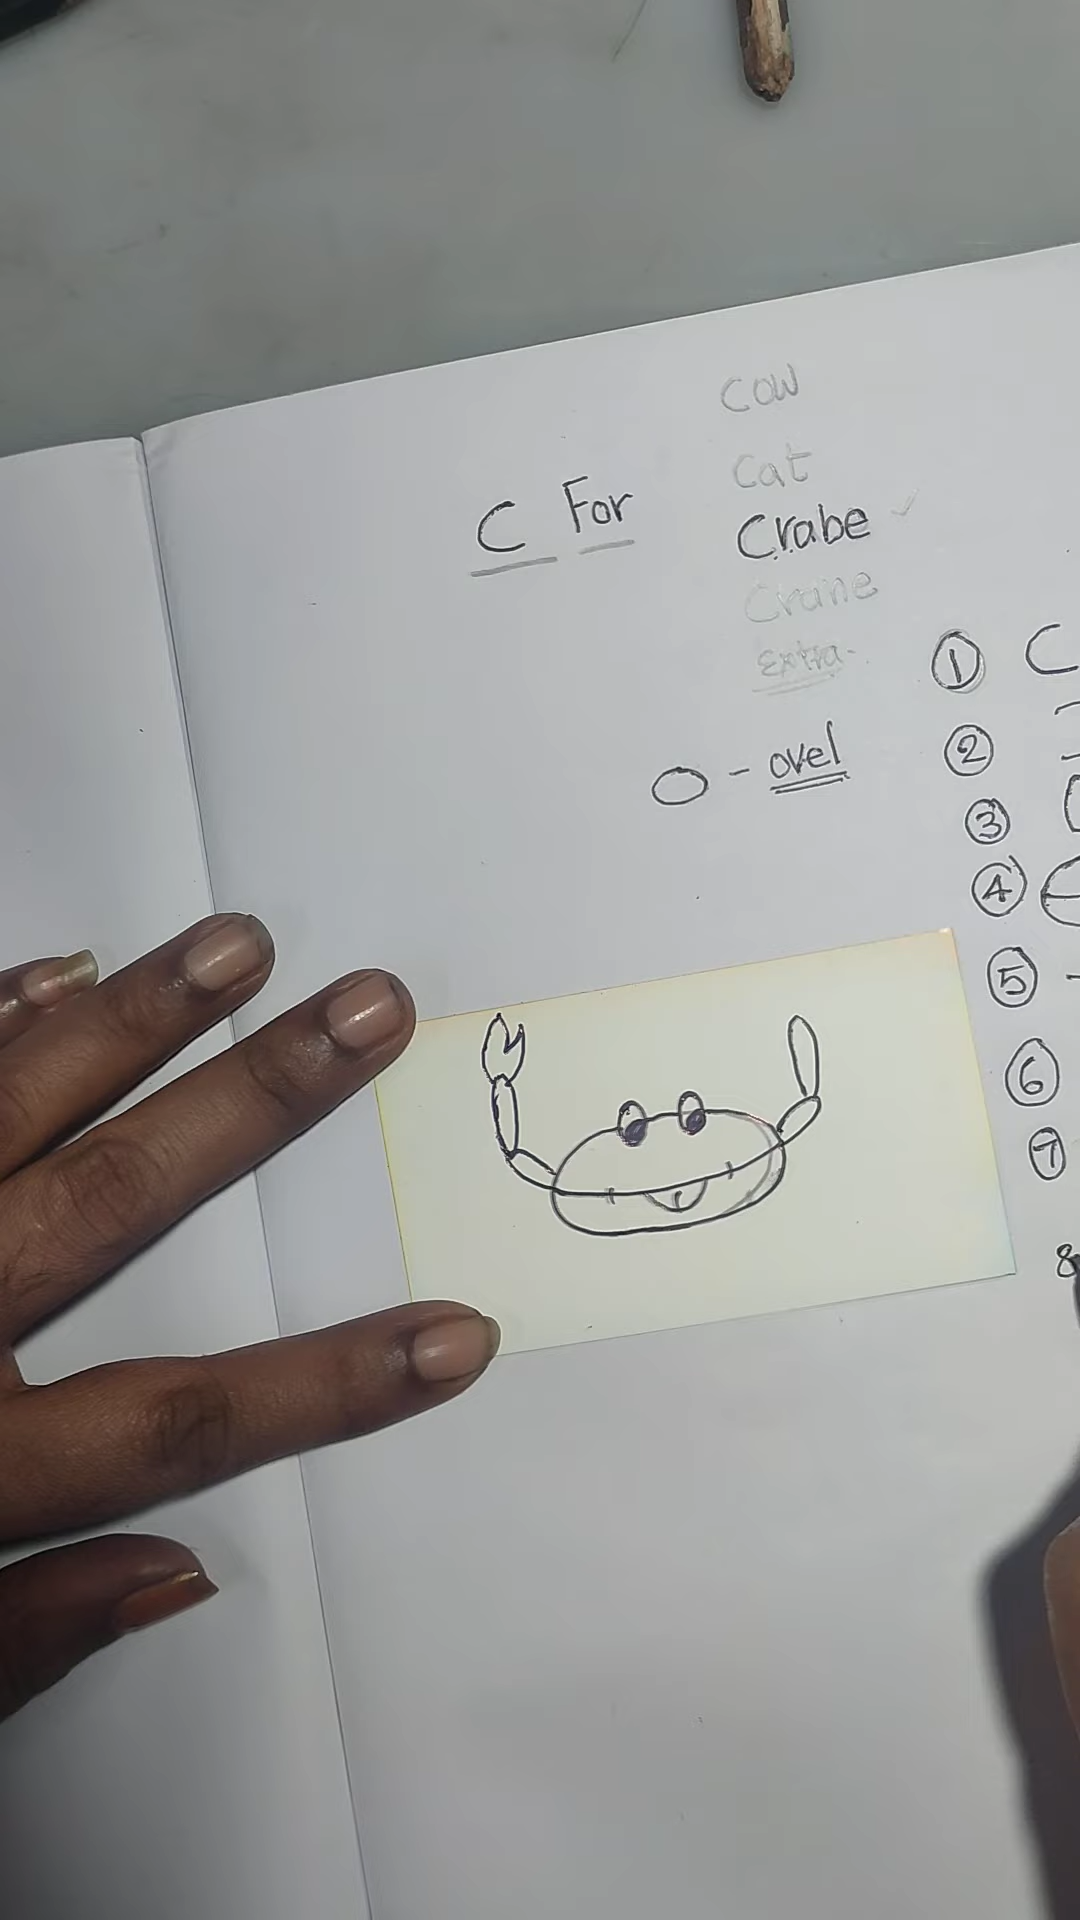 Cow
Cat
C For
Crabe
Crane
Extra
- ovel
① C
②
③
④
⑤ -
⑥
⑦
8